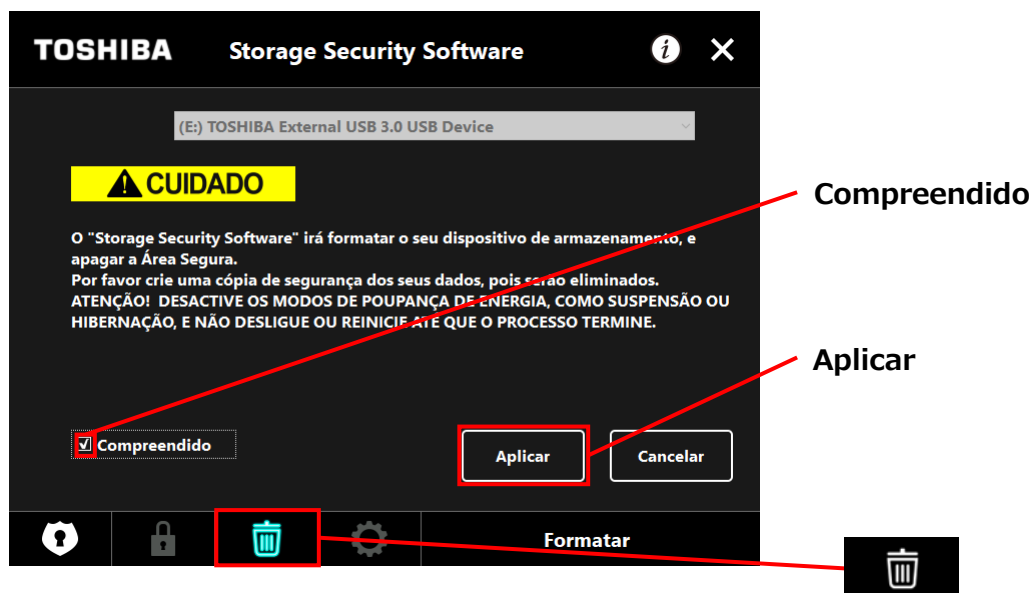 TOSHIBA Storage Security Software
(E:) TOSHIBA External USB 3.0 USB Device
CUIDADO
Compreendido
O "Storage Security Software" irá formatar o seu dispositivo de armazenamento, e
apagar a Área Segura.
Por favor crie uma cópia de segurança dos seus dados, pois serão eliminados.
ATENÇÃO! DESACTIVE OS MODOS DE POUPANÇA DE ENERGIA, COMO SUSPENSÃO OU
HIBERNAÇÃO, E NÃO DESLIGUE OU REINICIE ATÉ QUE O PROCESSO TERMINE.
Aplicar
Compreendido
Aplicar
Cancelar
Formatar